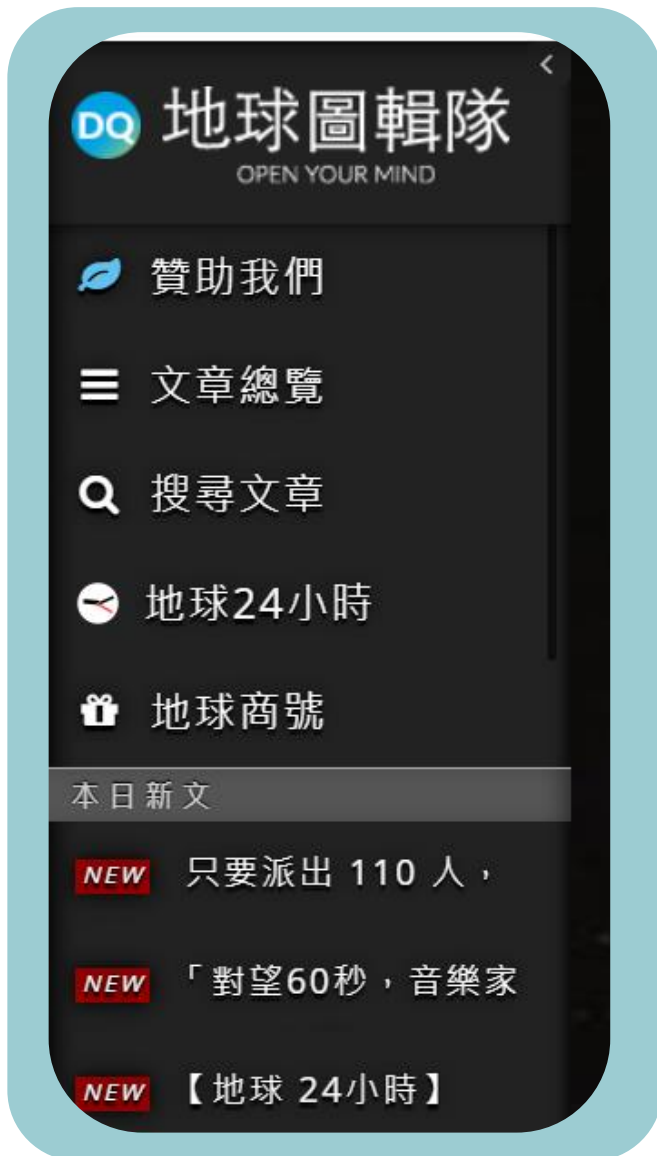 DQ 地球圖輯隊
OPEN YOUR MIND
贊助我們
文章總覽
搜尋文章
地球24小時
地球商號
本日新文
NEW 只要派出 110 人，
NEW 「對望60秒，音樂家
NEW 【地球 24小時】